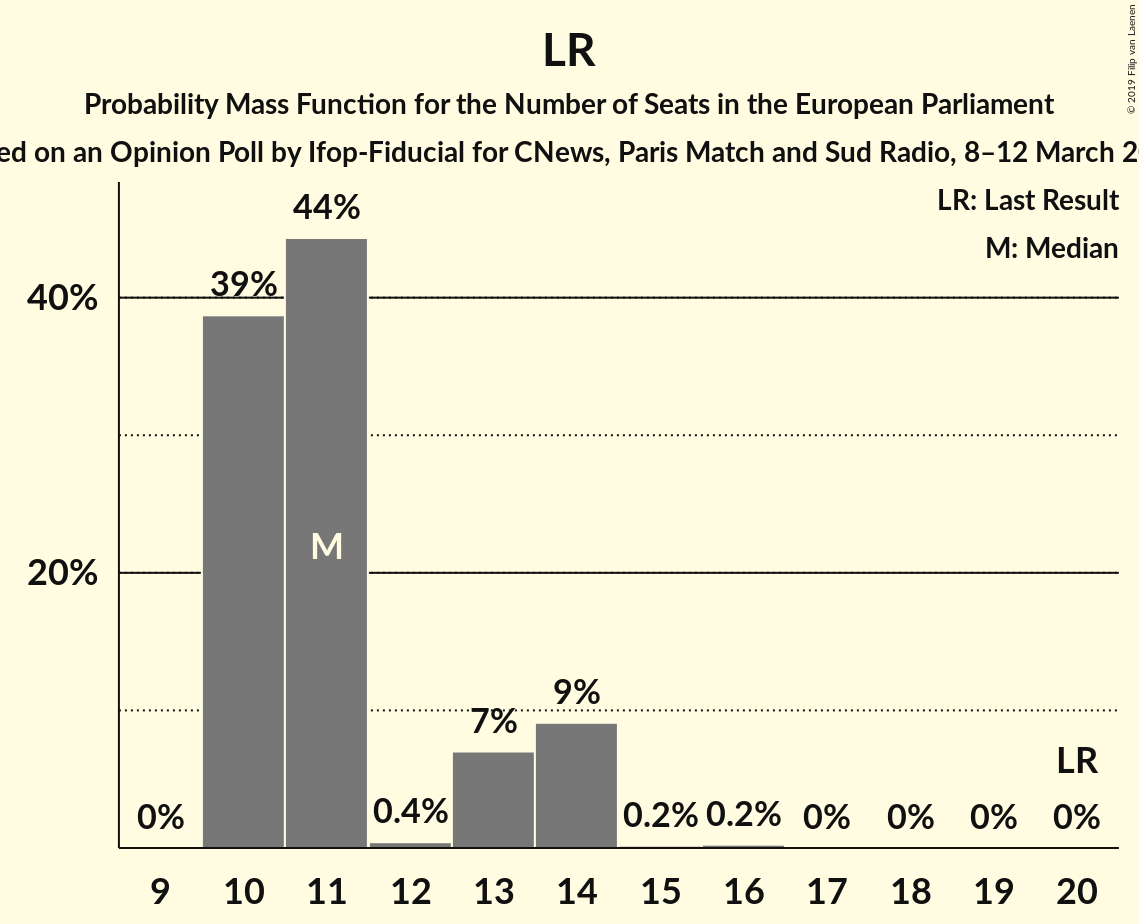 LR
Probability Mass Function for the Number of Seats in the European Parliament
ed on an Opinion Poll by Ifop-Fiducial for CNews, Paris Match and Sud Radio, 8–12 March 2
© 2019 Filip van Laenen
LR: Last Result
M: Median
44%
39%
40%
M
20%
9%
7%
LR
0%
0.4%
0.2%
0.2%
0%
0%
0%
0%
9 10 11 12 13 14 15 16 17 18 19 20